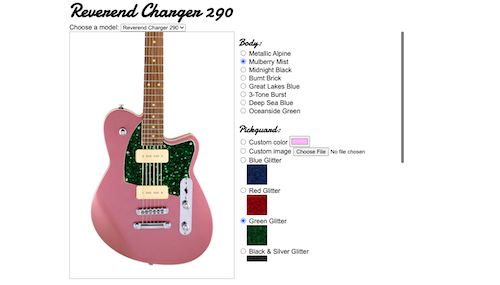 Reverend Charger 290
Choose a model: Reverend Charger 290
Body:
Metallic Alpine
Mulberry Mist
Midnight Black
Burnt Brick
Great Lakes Blue
3-Tone Burst
Deep Sea Blue
Oceanside Green
Pickguard:
Custom color
Custom image Choose File No file chosen
Blue Glitter
Red Glitter
Green Glitter
Black & Silver Glitter